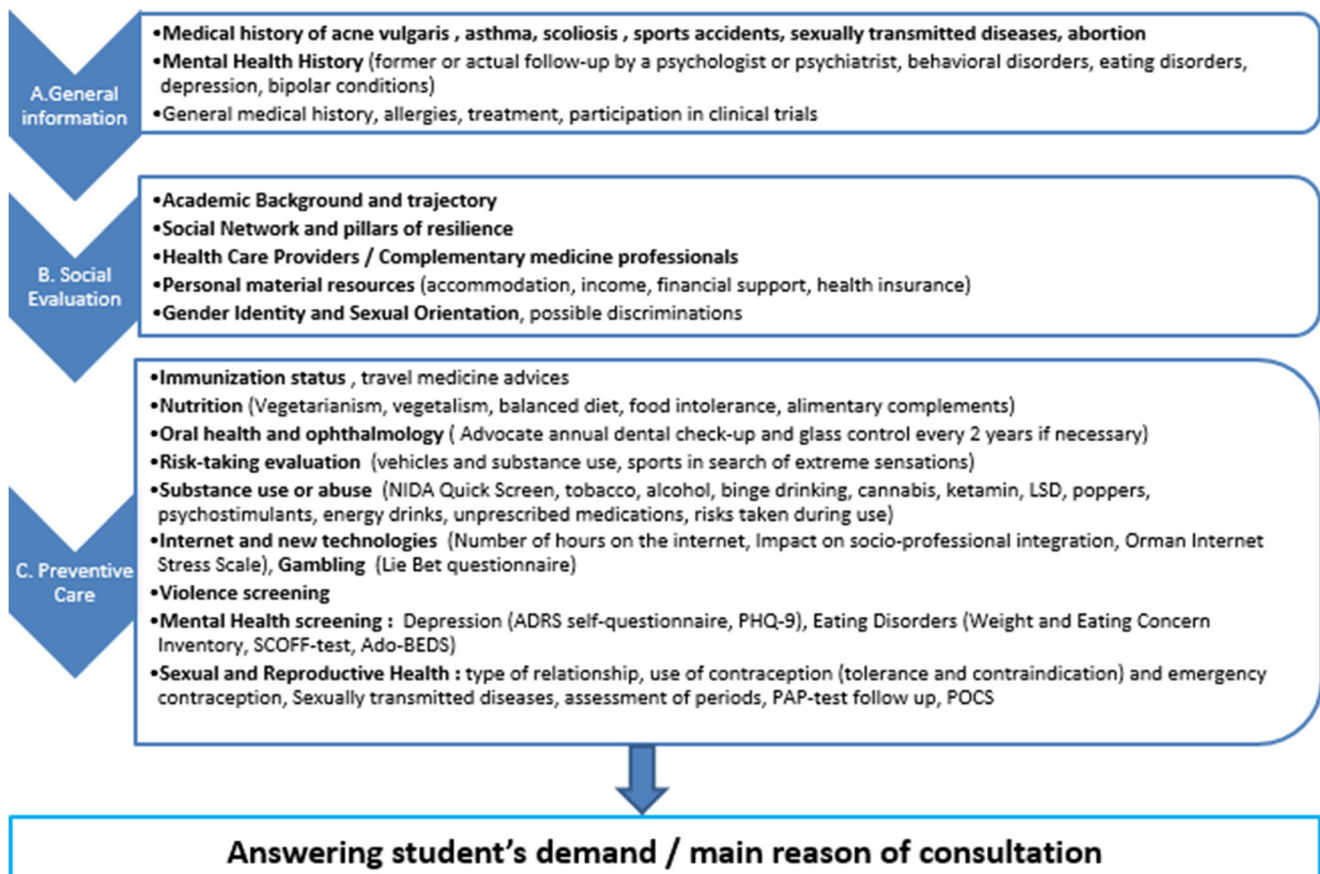 A.General
information
•Medical history of acne vulgaris , asthma, scoliosis , sports accidents, sexually transmitted diseases, abortion
•Mental Health History (former or actual follow-up by a psychologist or psychiatrist, behavioral disorders, eating disorders,
depression, bipolar conditions)
•General medical history, allergies, treatment, participation in clinical trials
B. Social
Evaluation
•Academic Background and trajectory
•Social Network and pillars of resilience
•Health Care Providers / Complementary medicine professionals
•Personal material resources (accommodation, income, financial support, health insurance)
•Gender Identity and Sexual Orientation, possible discriminations
C. Preventive
Care
•Immunization status , travel medicine advices
•Nutrition (Vegetarianism, vegetalism, balanced diet, food intolerance, alimentary complements)
•Oral health and ophthalmology ( Advocate annual dental check-up and glass control every 2 years if necessary)
•Risk-taking evaluation (vehicles and substance use, sports in search of extreme sensations)
•Substance use or abuse (NIDA Quick Screen, tobacco, alcohol, binge drinking, cannabis, ketamin, LSD, poppers,
psychostimulants, energy drinks, unprescribed medications, risks taken during use)
•Internet and new technologies (Number of hours on the internet, Impact on socio-professional integration, Orman Internet
Stress Scale), Gambling (Lie Bet questionnaire)
•Violence screening
•Mental Health screening : Depression (ADRS self-questionnaire, PHQ-9), Eating Disorders (Weight and Eating Concern
Inventory, SCOFF-test, Ado-BEDS)
•Sexual and Reproductive Health : type of relationship, use of contraception (tolerance and contraindication) and emergency
contraception, Sexually transmitted diseases, assessment of periods, PAP-test follow up, POCS
Answering student's demand / main reason of consultation